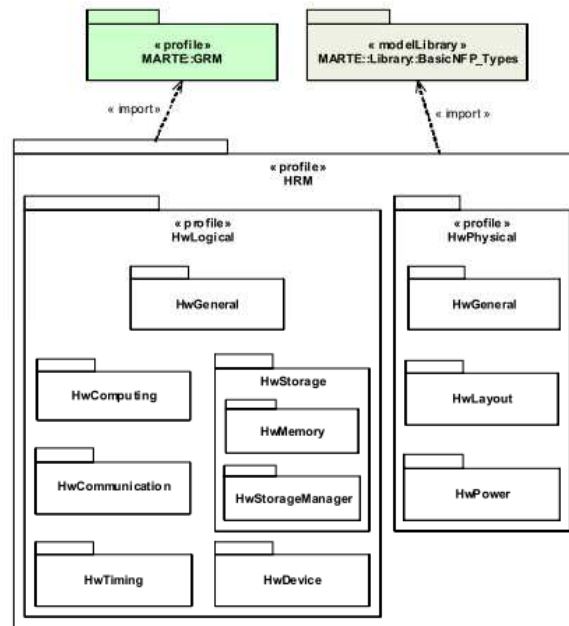 « profile»
MARTE::GRM
« modelLibrary »
MARTE::Library::BasicNFP_Types
« import »
« import »
« profile»
HRM
« profile»
HwLogical
HwGeneral
HwComputing
HwStorage
HwMemory
HwStorageManager
HwCommunication
HwTiming
HwDevice
« profile»
HwPhysical
HwGeneral
HwLayout
HwPower